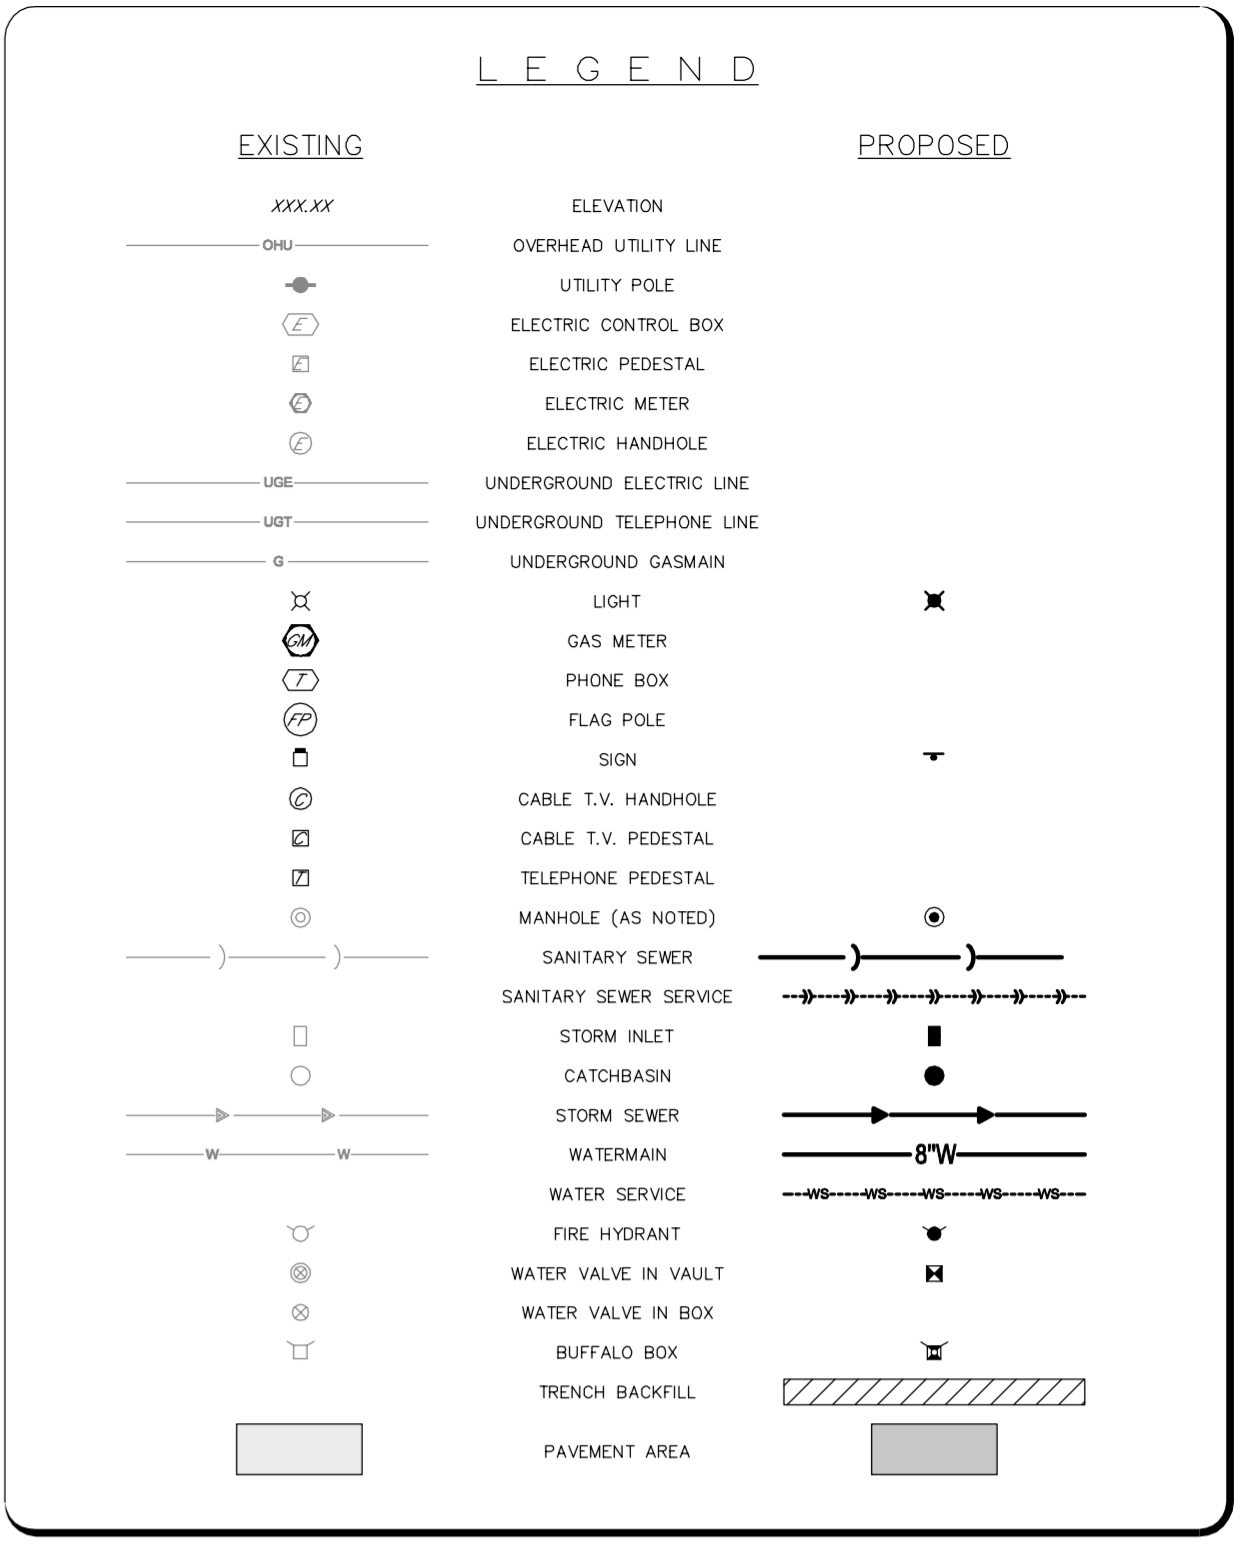 L E G E N D
EXISTING PROPOSED
XXX.XX ELEVATION
OHU OVERHEAD UTILITY LINE
UTILITY POLE
E ELECTRIC CONTROL BOX
E ELECTRIC PEDESTAL
E ELECTRIC METER
E ELECTRIC HANDHOLE
UGE UNDERGROUND ELECTRIC LINE
UGT UNDERGROUND TELEPHONE LINE
G UNDERGROUND GASMAIN
LIGHT
GM GAS METER
T PHONE BOX
FP FLAG POLE
SIGN
C CABLE T.V. HANDHOLE
C CABLE T.V. PEDESTAL
T TELEPHONE PEDESTAL
MANHOLE (AS NOTED)
SANITARY SEWER
SANITARY SEWER SERVICE
STORM INLET
CATCHBASIN
STORM SEWER
W W WATERMAIN 8"W
WATER SERVICE WS WS WS WS WS
FIRE HYDRANT
WATER VALVE IN VAULT
WATER VALVE IN BOX
BUFFALO BOX
TRENCH BACKFILL
PAVEMENT AREA